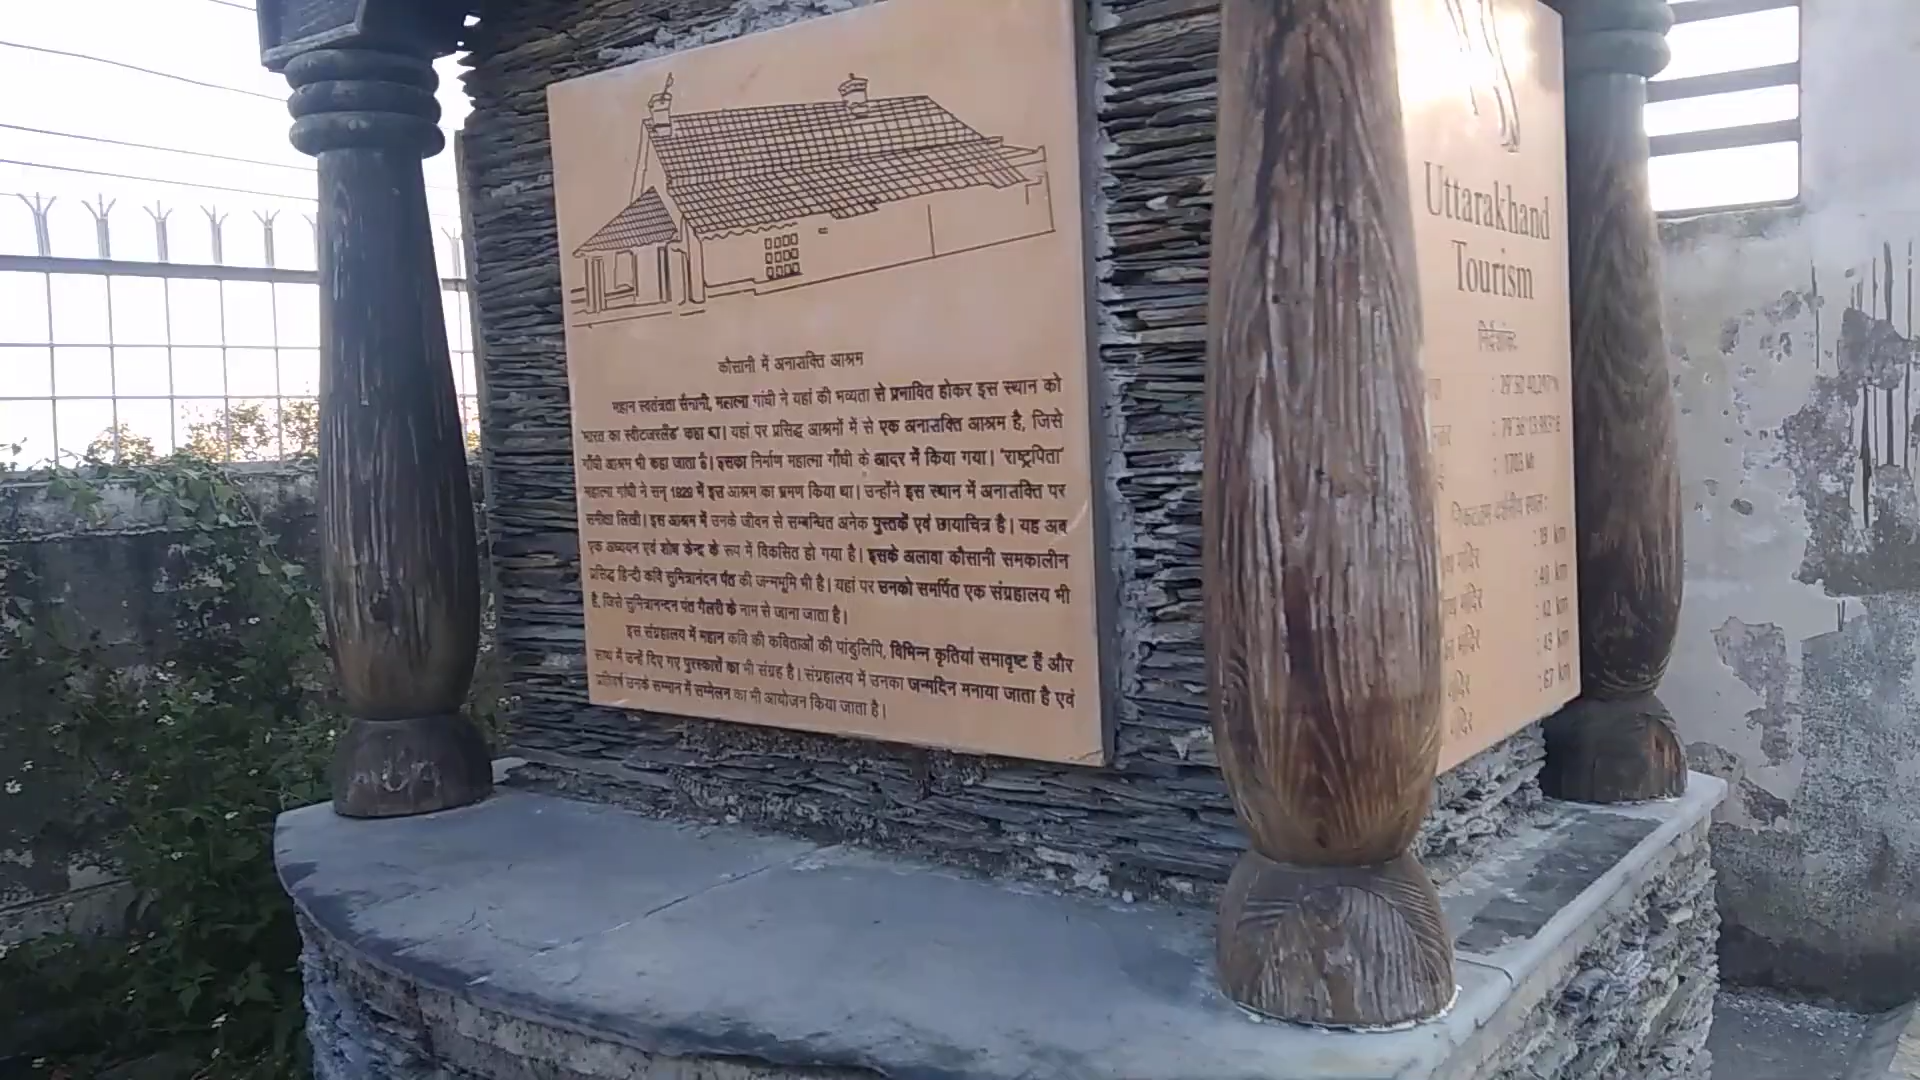 कौसानी में अनासक्ति आश्रम
महान स्वतंत्रता सेनानी, महात्मा गांधी ने यहां की भव्यता से प्रभावित होकर इस स्थान को
'भारत का स्वीटजरलैंड' कहा था। यहां पर प्रसिद्ध आश्रमों में से एक अनासक्ति आश्रम है, जिसे
गाँधी आश्रम भी कहा जाता है। इसका निर्माण महात्मा गाँधी के आदर में किया गया। 'राष्ट्रपिता'
महात्मा गांधी ने सन् 1929 में इस आश्रम का भ्रमण किया था। उन्होंने इस स्थान में अनासक्ति पर
समीक्षा लिखी। इस आश्रम में उनके जीवन से सम्बन्धित अनेक पुस्तकें एवं छायाचित्र है। यह अब
एक अध्ययन एवं शोध केन्द्र के रूप में विकसित हो गया है। इसके अलावा कौसानी समकालीन
प्रसिद्ध हिन्दी कवि सुमित्रानंदन पंत की जन्मभूमि भी है। यहां पर उनको समर्पित एक संग्रहालय भी
है, जिसे सुमित्रानन्दन पंत गैलरी के नाम से जाना जाता है।
इस संग्रहालय में महान कवि की कविताओं की पांडुलिपि, विभिन्न कृतियां समावृष्ट हैं और
साथ में उन्हें दिए गए पुरस्कारों का भी संग्रह है। संग्रहालय में उनका जन्मदिन मनाया जाता है एवं
प्रतिवर्ष उनके सम्मान में सम्मेलन का भी आयोजन किया जाता है।
Uttarakhand
Tourism
निर्देशांक
: 1703 M
: 19 km
मंदिर : 40 km
मंदिर : 42 km
मंदिर : 43 km
मंदिर : 67 km
मंदिर